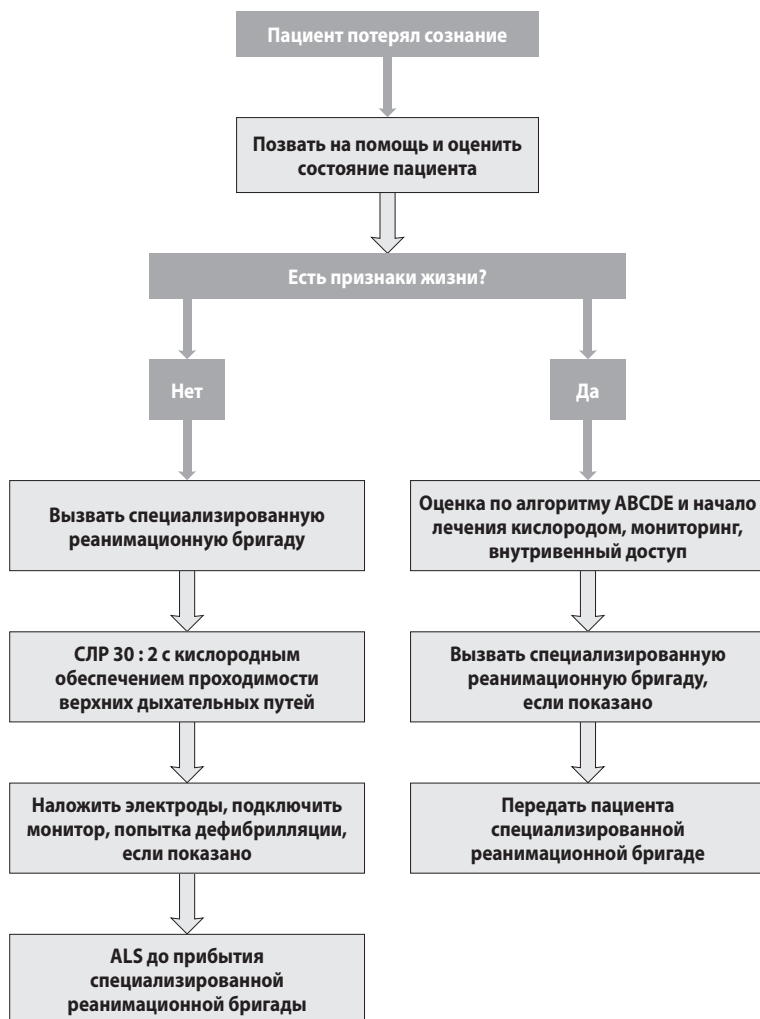 Пациент потерял сознание
Позвать на помощь и оценить
состояние пациента
Есть признаки жизни?
Нет
Да
Вызвать специализированную
реанимационную бригаду
СЛР 30 : 2 с кислородным
обеспечением проходимости
верхних дыхательных путей
Наложить электроды, подключить
монитор, попытка дефибрилляции,
если показано
ALS до прибытия
специализированной
реанимационной бригады
Оценка по алгоритму ABCDE и начало
лечения кислородом, мониторинг,
внутривенный доступ
Вызвать специализированную
реанимационную бригаду,
если показано
Передать пациента
специализированной
реанимационной бригаде